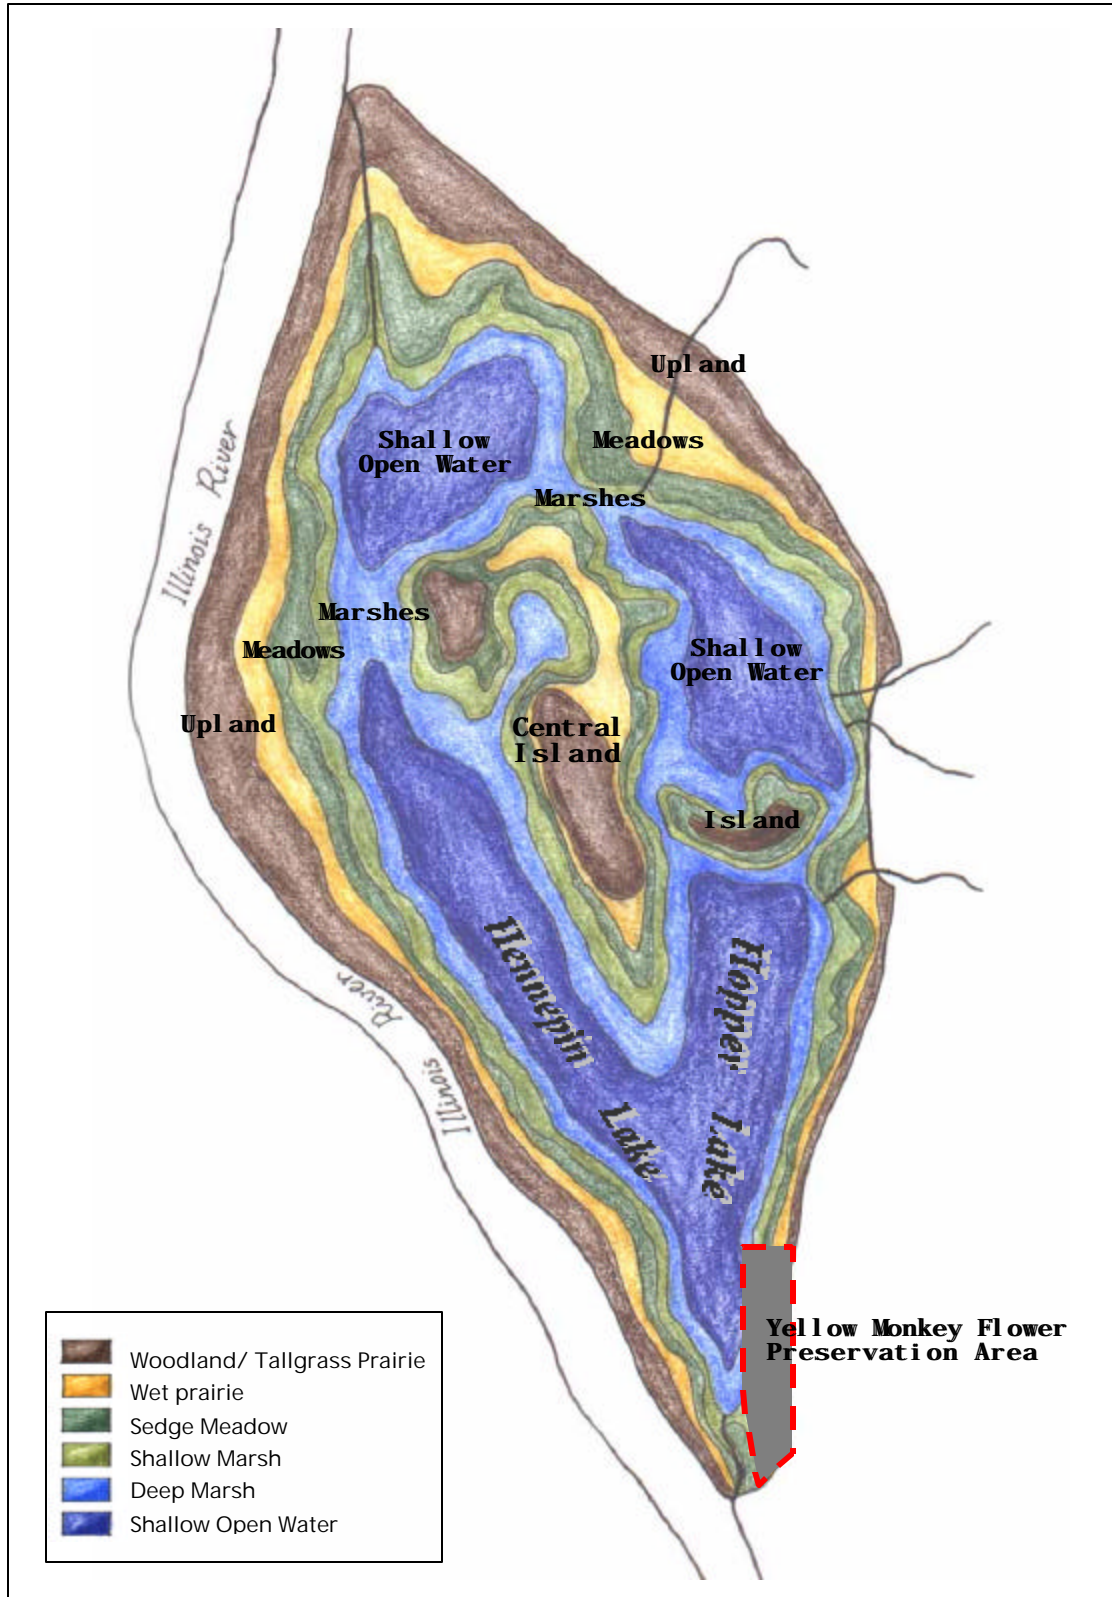 Upland
Shallow
Open Water
Meadows
Marshes
Illinois River
Marshes
Meadows
Shallow
Open Water
Upland
Central
Island
Island
Hennepin
Lake
Hopper Lake
Illinois River
Yellow Monkey Flower
Preservation Area
Woodland/ Tallgrass Prairie
Wet prairie
Sedge Meadow
Shallow Marsh
Deep Marsh
Shallow Open Water